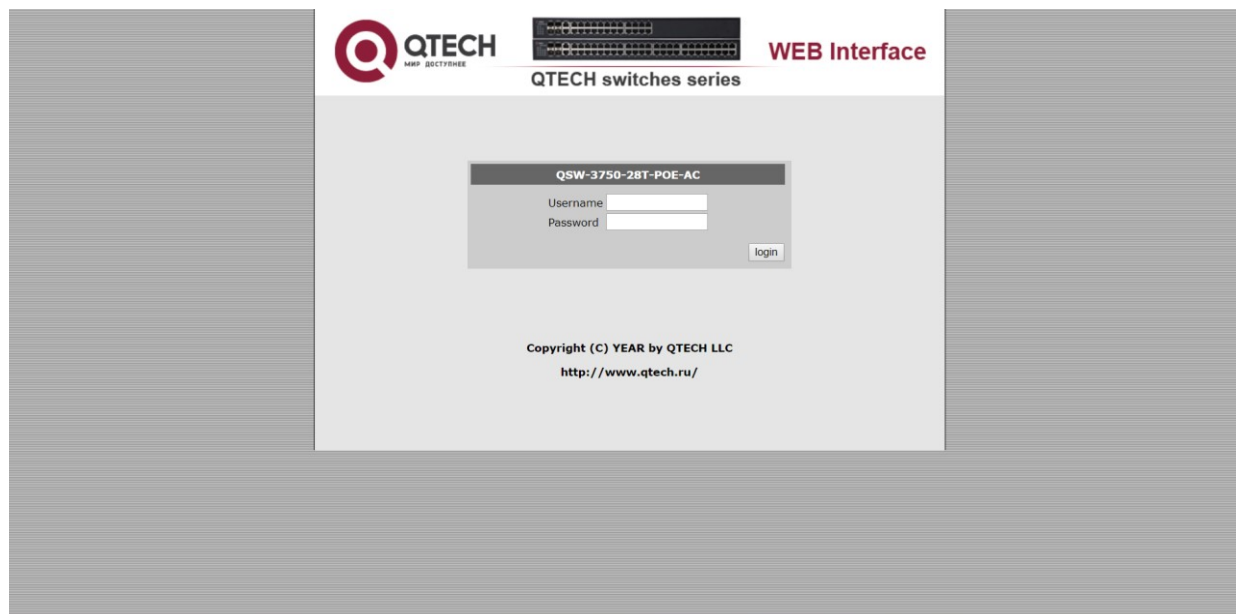 QTECH
МИР ДОСТУПНЕЕ
WEB Interface
QTECH switches series
QSW-3750-28T-POE-AC
Username
Password
login
Copyright (C) YEAR by QTECH LLC
http://www.qtech.ru/